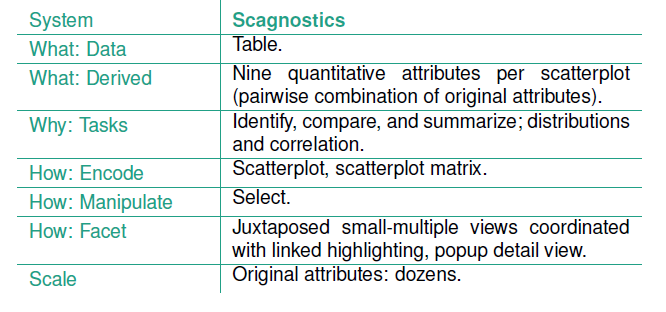 System Scagnostics
What: Data Table.
What: Derived Nine quantitative attributes per scatterplot
(pairwise combination of original attributes).
Why: Tasks Identify, compare, and summarize; distributions
and correlation.
How: Encode Scatterplot, scatterplot matrix.
How: Manipulate Select.
How: Facet Juxtaposed small-multiple views coordinated
with linked highlighting, popup detail view.
Scale Original attributes: dozens.